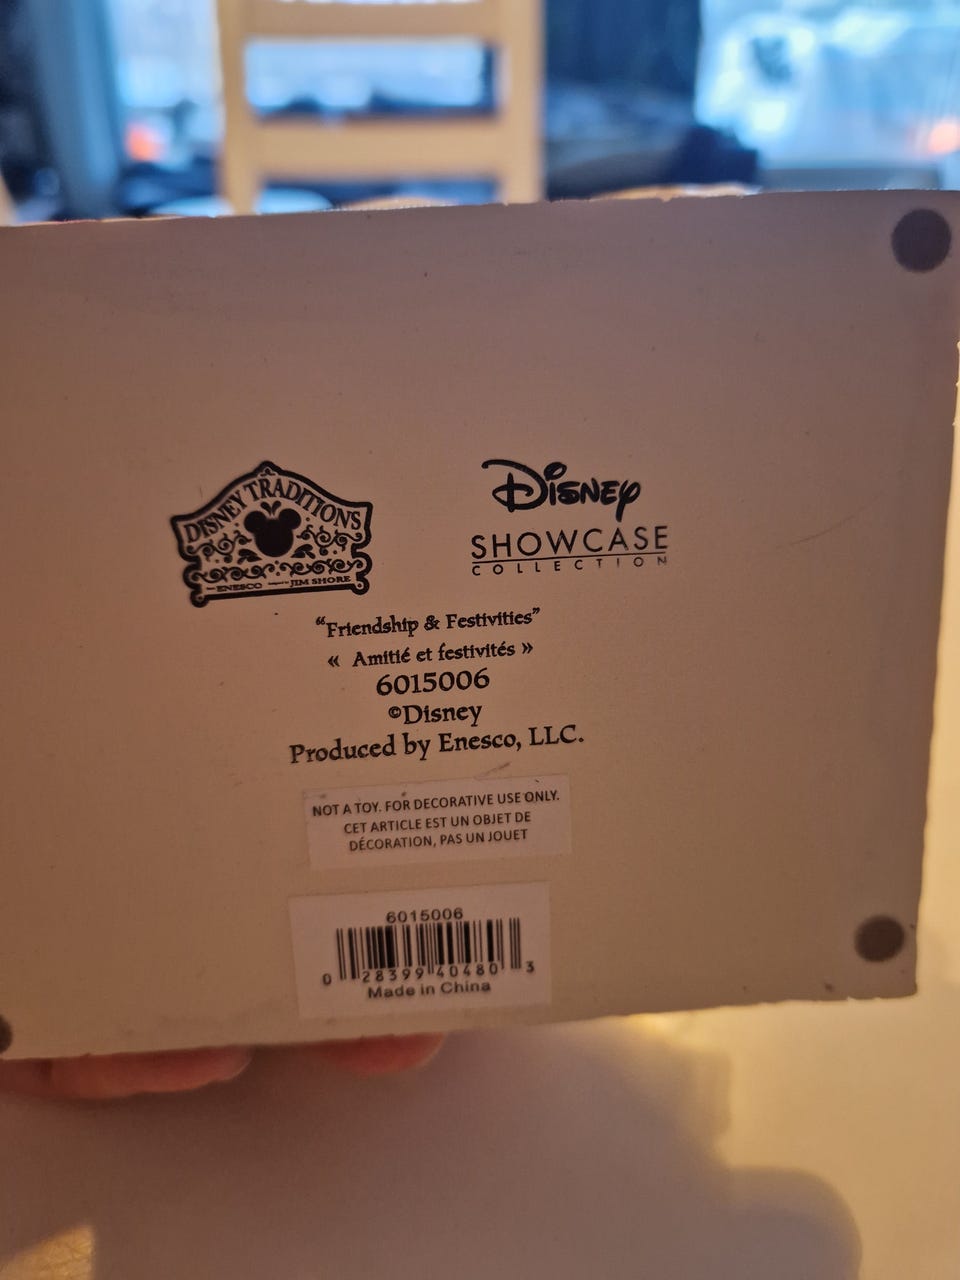 DISNEY TRADITIONS
ENESCO JIM SHORE
Disney
SHOWCASE
COLLECTION
“Friendship & Festivities”
« Amitié et festivités »
6015006
©Disney
Produced by Enesco, LLC.
NOT A TOY. FOR DECORATIVE USE ONLY.
CET ARTICLE EST UN OBJET DE
DÉCORATION, PAS UN JOUET
6015006
0 28399 40480 3
Made in China